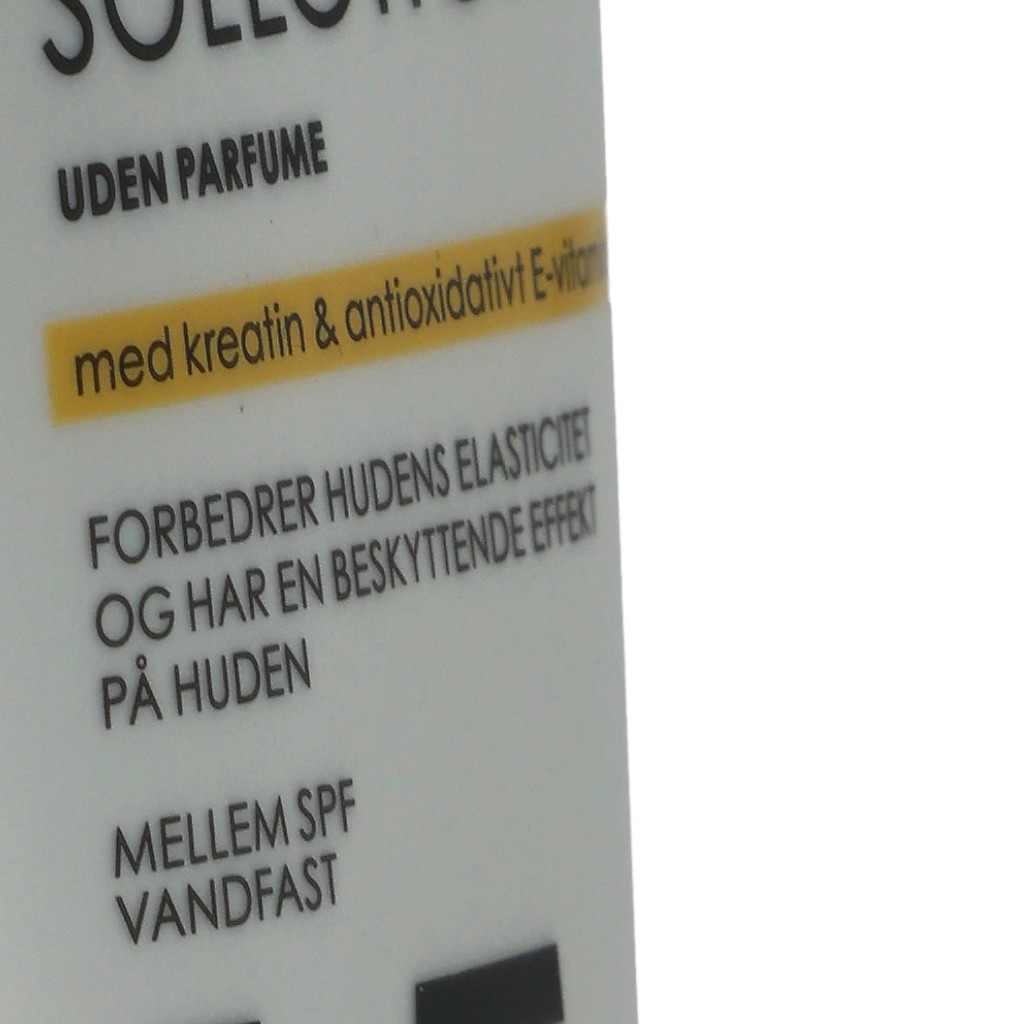 UDEN PARFUME
med kreatin & antioxidativt
FORBEDRER HUDENS ELASTICITET
OG HAR EN BESKYTTENDE EFFEKT
PÅ HUDEN
MELLEM SPF
VANDFAST